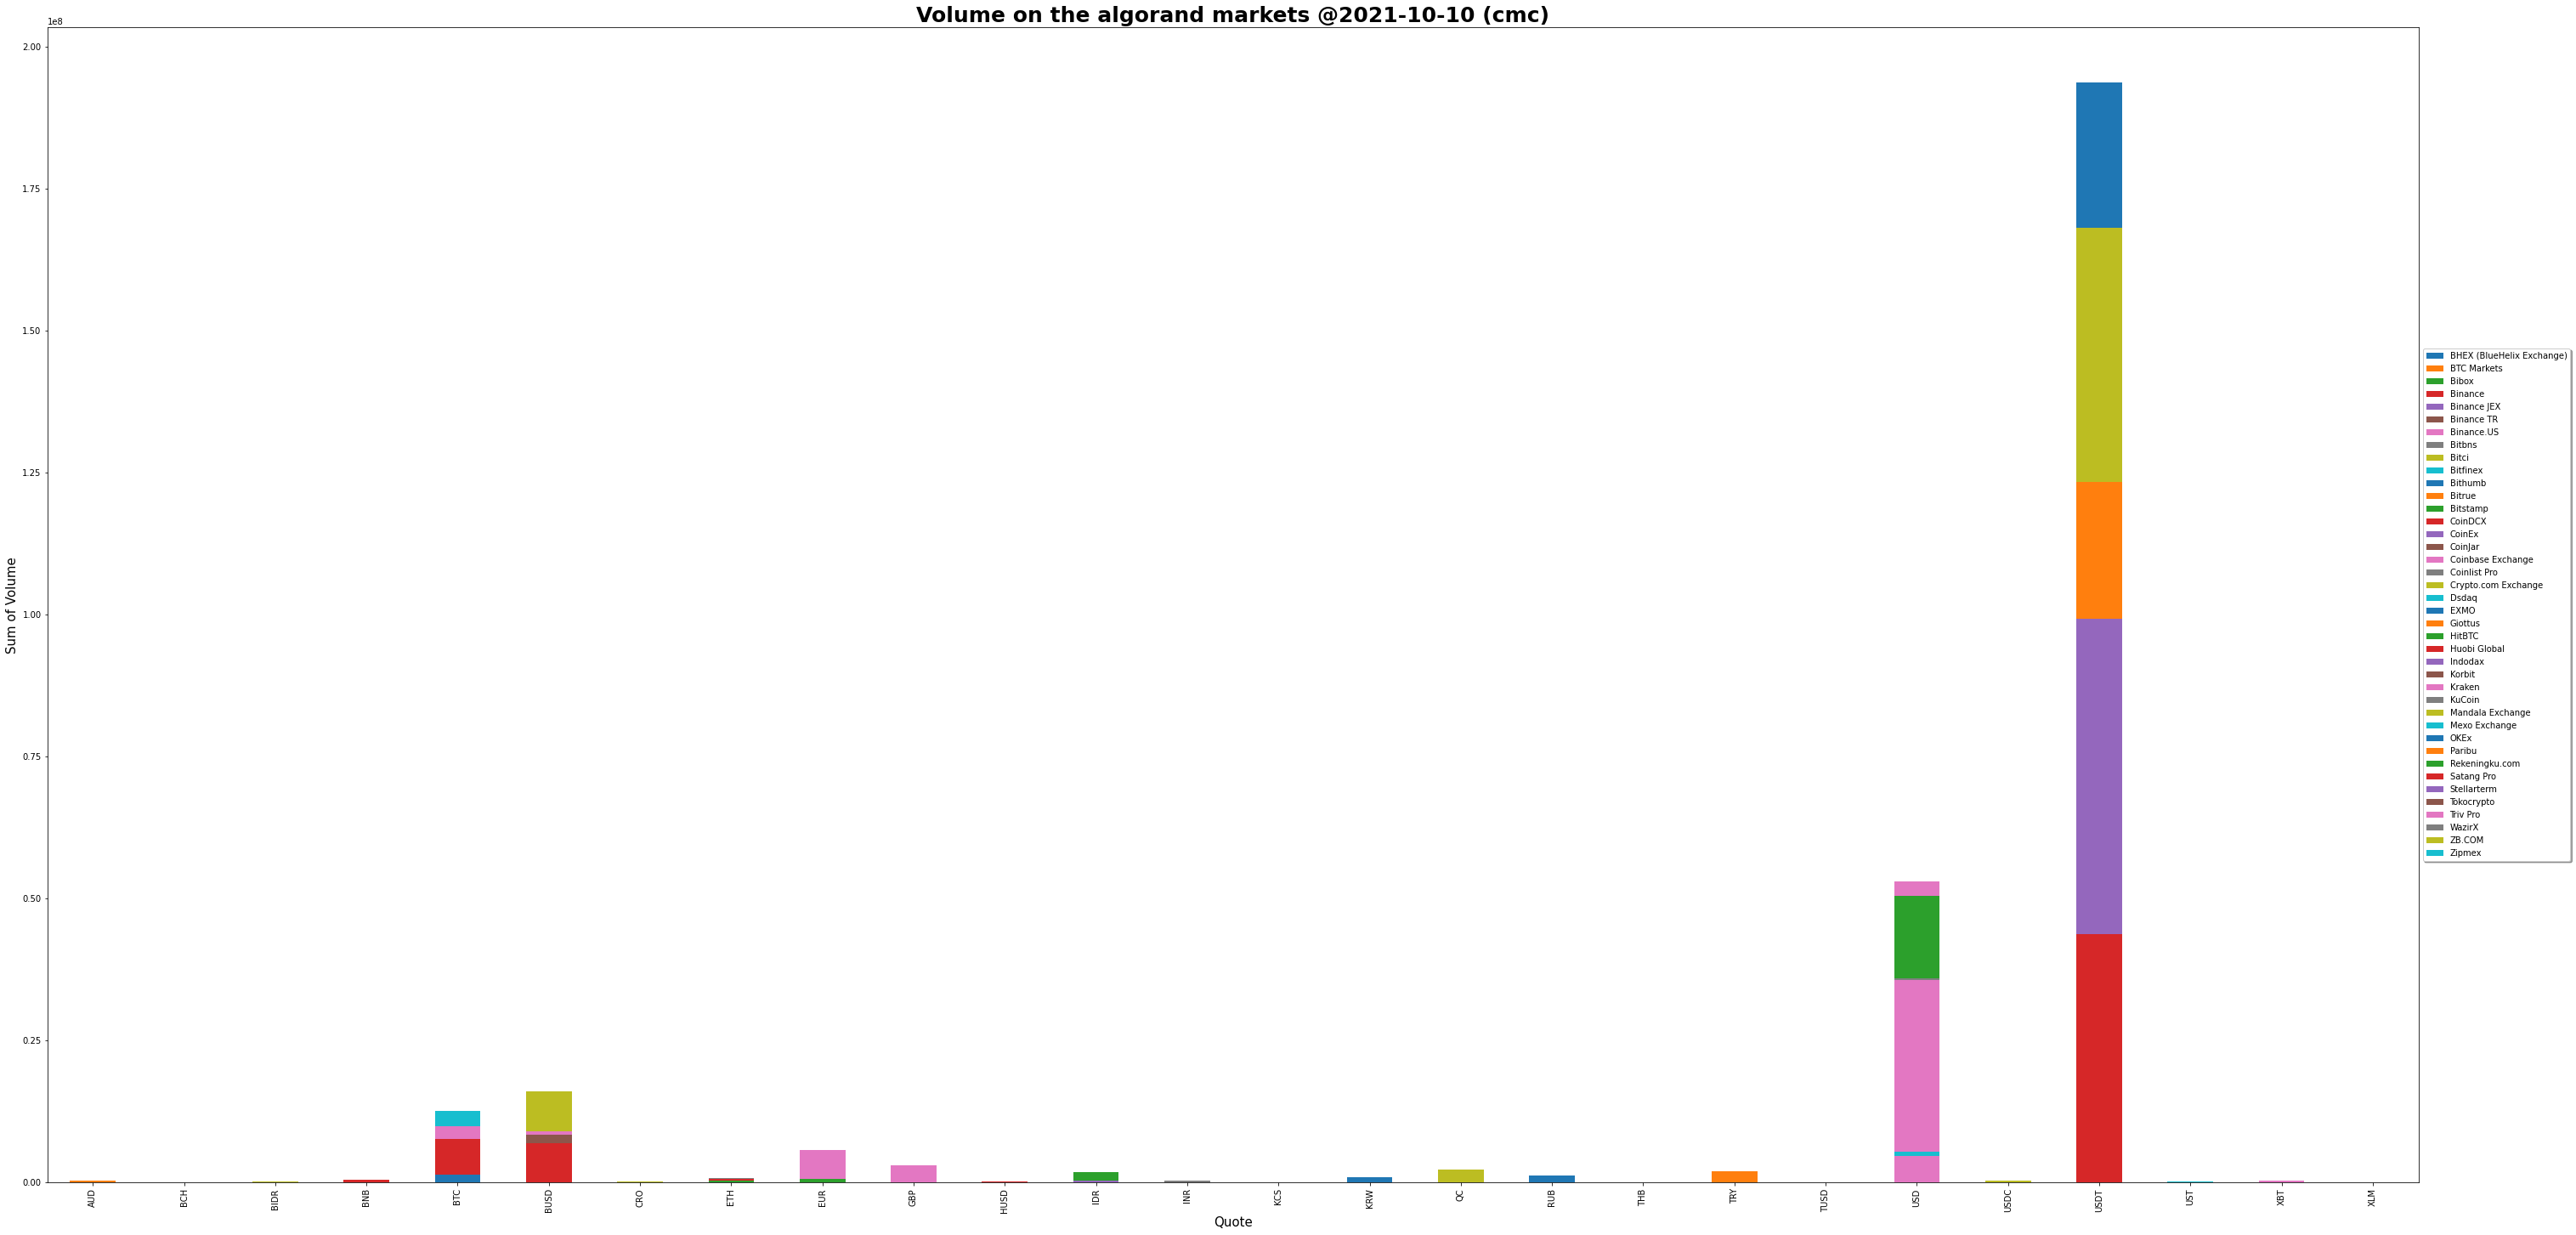 Volume on the algorand markets @2021-10-10 (cmc)
1e8
2.00
1.75
1.50
1.25
1.00
0.75
0.50
0.25
0.00
Sum of Volume
AUD
BCH
BIDR
BNB
BTC
BUSD
CRO
ETH
EUR
GBP
HUSD
IDR
INR
KCS
KRW
QC
RUB
THB
TRY
TUSD
USD
USDC
USDT
UST
XBT
XLM
Quote
BHEX (BlueHelix Exchange)
BTC Markets
Bibox
Binance
Binance JEX
Binance TR
Binance.US
Bitbns
Bitci
Bitfinex
Bithumb
Bitrue
Bitstamp
CoinDCX
CoinEx
CoinJar
Coinbase Exchange
Coinlist Pro
Crypto.com Exchange
Dsdaq
EXMO
Giottus
HitBTC
Huobi Global
Indodax
Korbit
Kraken
KuCoin
Mandala Exchange
Mexo Exchange
OKEx
Paribu
Rekeningku.com
Satang Pro
Stellarterm
Tokocrypto
Triv Pro
WazirX
ZB.COM
Zipmex